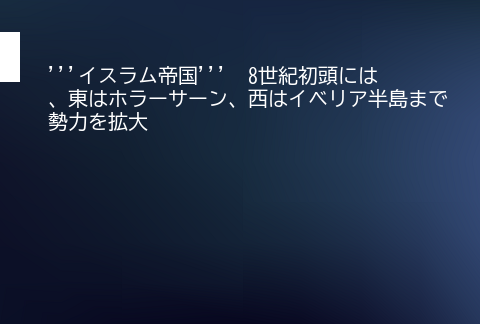 ’’’イスラム帝国’’’　8世紀初頭には
、東はホラーサーン、西はイベリア半島まで
勢力を拡大